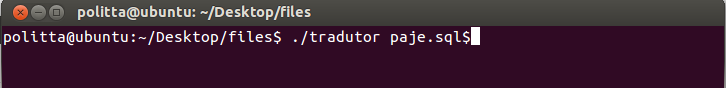 politta@ubuntu: ~/Desktop/files
politta@ubuntu:~/Desktop/files$ ./tradutor paje.sql$